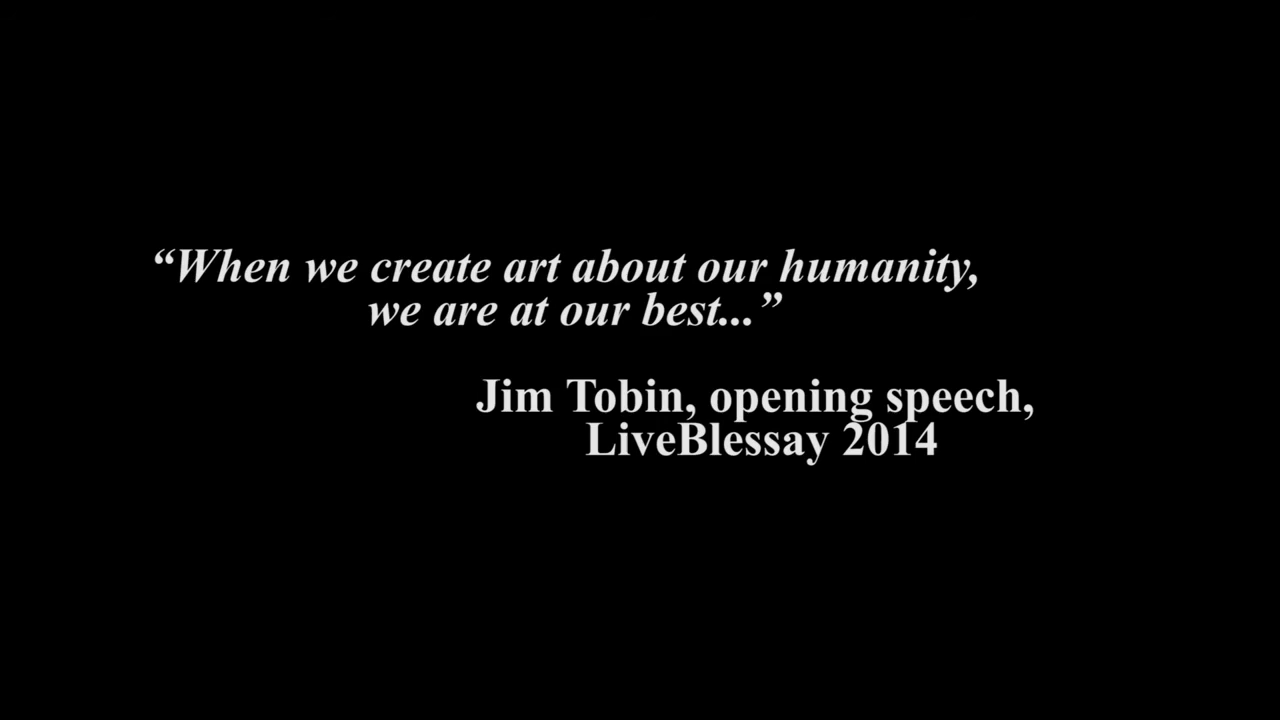 “When we create art about our humanity,
we are at our best...”
Jim Tobin, opening speech,
LiveBlessay 2014